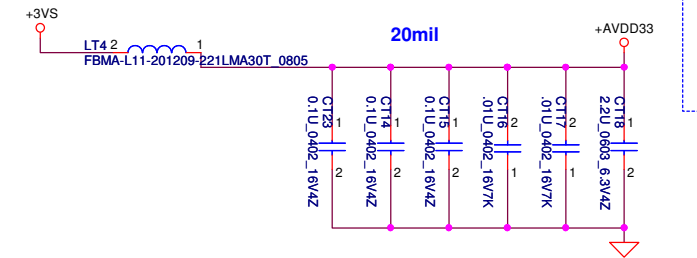 +3VS
20mil
+AVDD33
LT4 2 1
FBMA-L11-201209-221LMA30T_0805
CT23
0.1U_0402_16V4Z
1
2
CT14
0.1U_0402_16V4Z
1
2
CT15
0.1U_0402_16V4Z
1
2
CT16
.01U_0402_16V7K
2
1
CT17
.01U_0402_16V7K
2
1
CT18
2.2U_0603_6.3V4Z
1
2